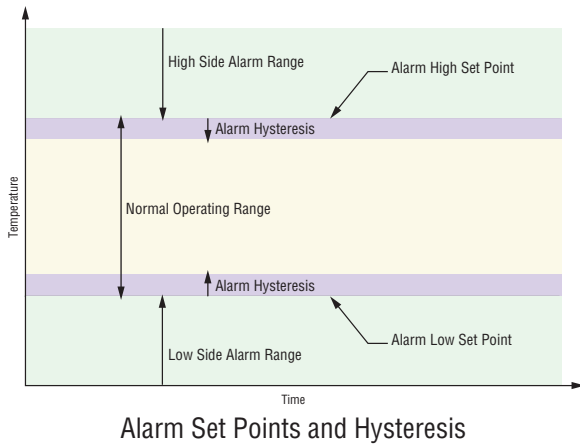 High Side Alarm Range
Alarm High Set Point
Alarm Hysteresis
Temperature
Normal Operating Range
Alarm Hysteresis
Alarm Low Set Point
Low Side Alarm Range
Time
Alarm Set Points and Hysteresis